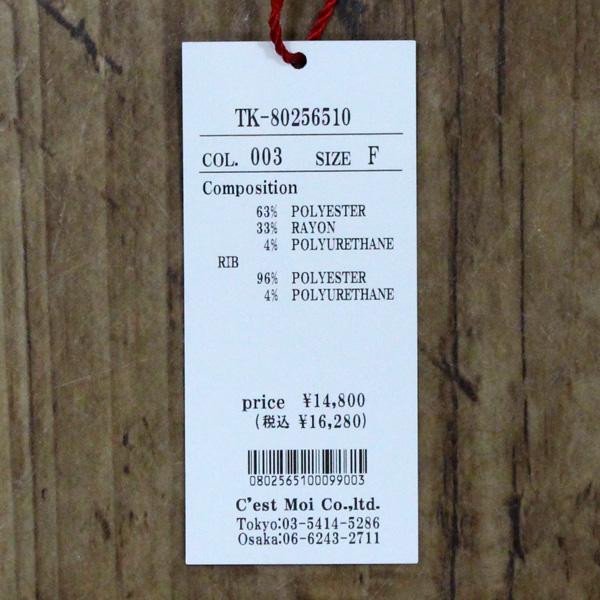 TK-80256510
COL. 003 SIZE F
Composition
63% POLYESTER
33% RAYON
4% POLYURETHANE
RIB
96% POLYESTER
4% POLYURETHANE
price ¥14,800
(税込 ¥16,280)
0802565100099003
C'est Moi Co.,ltd.
Tokyo:03-5414-5286
Osaka:06-6243-2711